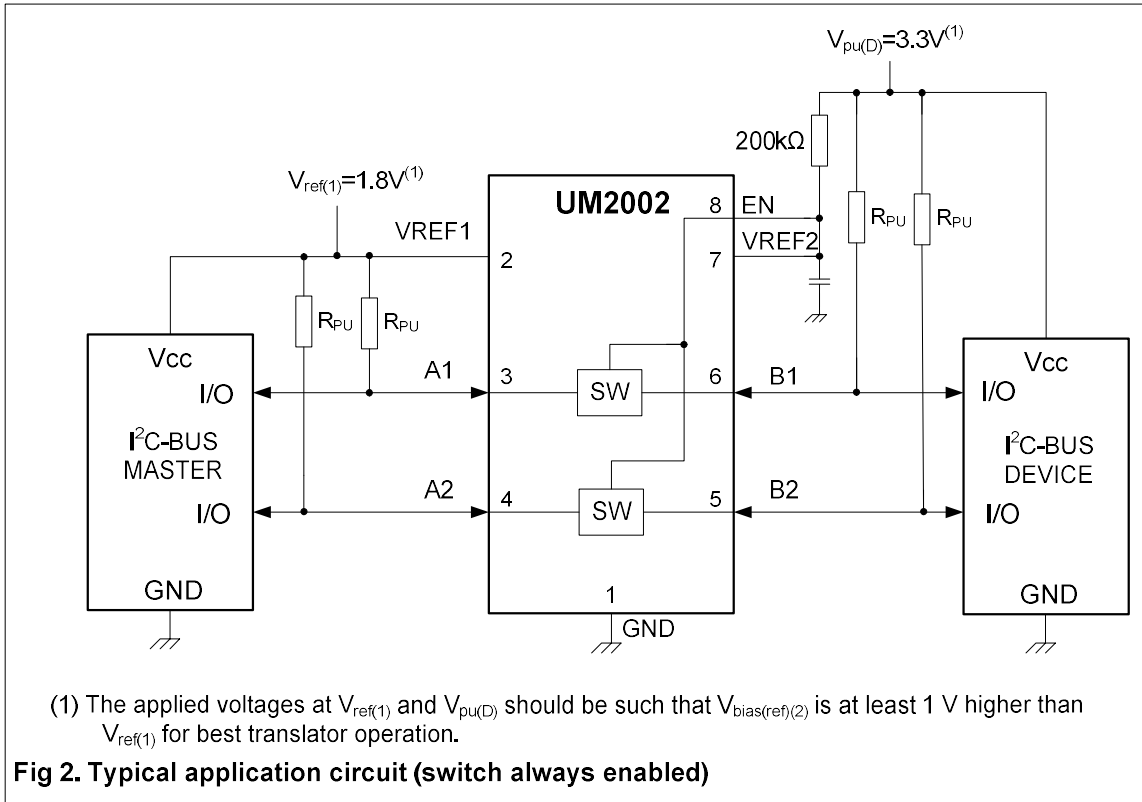 Vpu(D)=3.3V(1)
200kΩ
Vref(1)=1.8V(1)
UM2002
8 EN
RPU RPU
VREF1
VREF2
2
7
RPU RPU
Vcc
Vcc
A1
3
SW
6
B1
I/O
I/O
I²C-BUS
MASTER
I²C-BUS
DEVICE
A2
4
SW
5
B2
I/O
I/O
GND
1
GND
GND
(1) The applied voltages at Vref(1) and Vpu(D) should be such that Vbias(ref)(2) is at least 1 V higher than
Vref(1) for best translator operation.
Fig 2. Typical application circuit (switch always enabled)